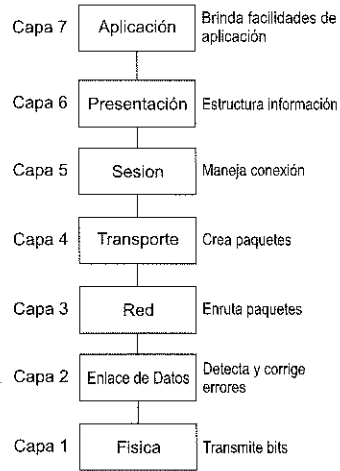 Capa 7 Aplicación Brinda facilidades de
aplicación
Capa 6 Presentación Estructura información
Capa 5 Sesion Maneja conexión
Capa 4 Transporte Crea paquetes
Capa 3 Red Enruta paquetes
Capa 2 Enlace de Datos Detecta y corrige
errores
Capa 1 Fisica Transmite bits